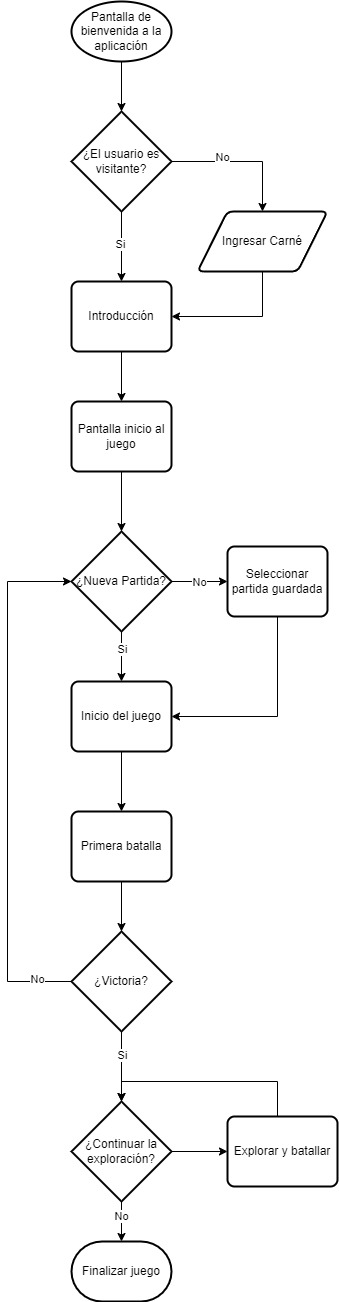 Pantalla de
bienvenida a la
aplicación
¿El usuario es
visitante?
No
Ingresar Carné
Si
Introducción
Pantalla inicio al
juego
¿Nueva Partida?
No
Seleccionar
partida guardada
Si
Inicio del juego
Primera batalla
¿Victoria?
No
Si
¿Continuar la
exploración?
Explorar y batallar
No
Finalizar juego